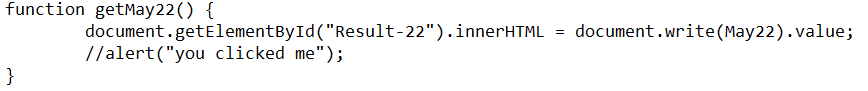 function getMay22() {
document.getElementById("Result-22").innerHTML = document.write(May22).value;
//alert("you clicked me");
}